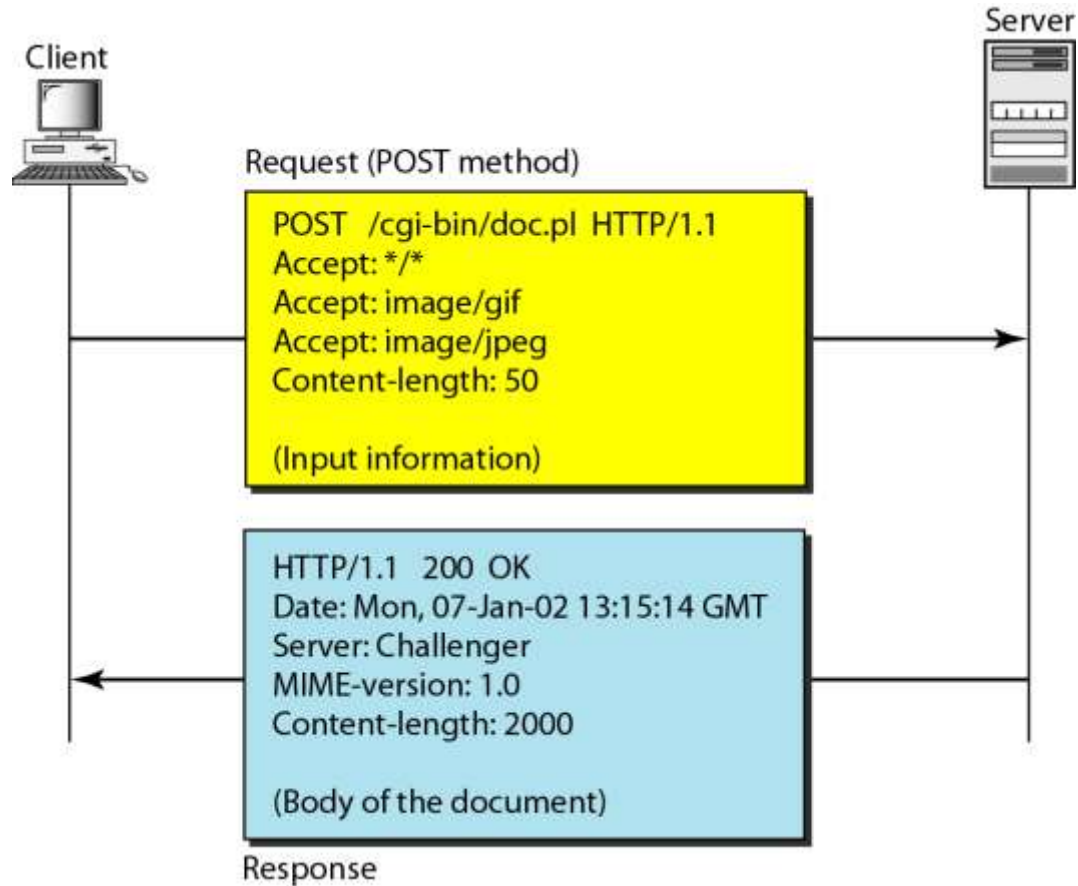 Server
Client
Request (POST method)
POST /cgi-bin/doc.pl HTTP/1.1
Accept: */*
Accept: image/gif
Accept: image/jpeg
Content-length: 50
(Input information)
HTTP/1.1 200 OK
Date: Mon, 07-Jan-02 13:15:14 GMT
Server: Challenger
MIME-version: 1.0
Content-length: 2000
(Body of the document)
Response